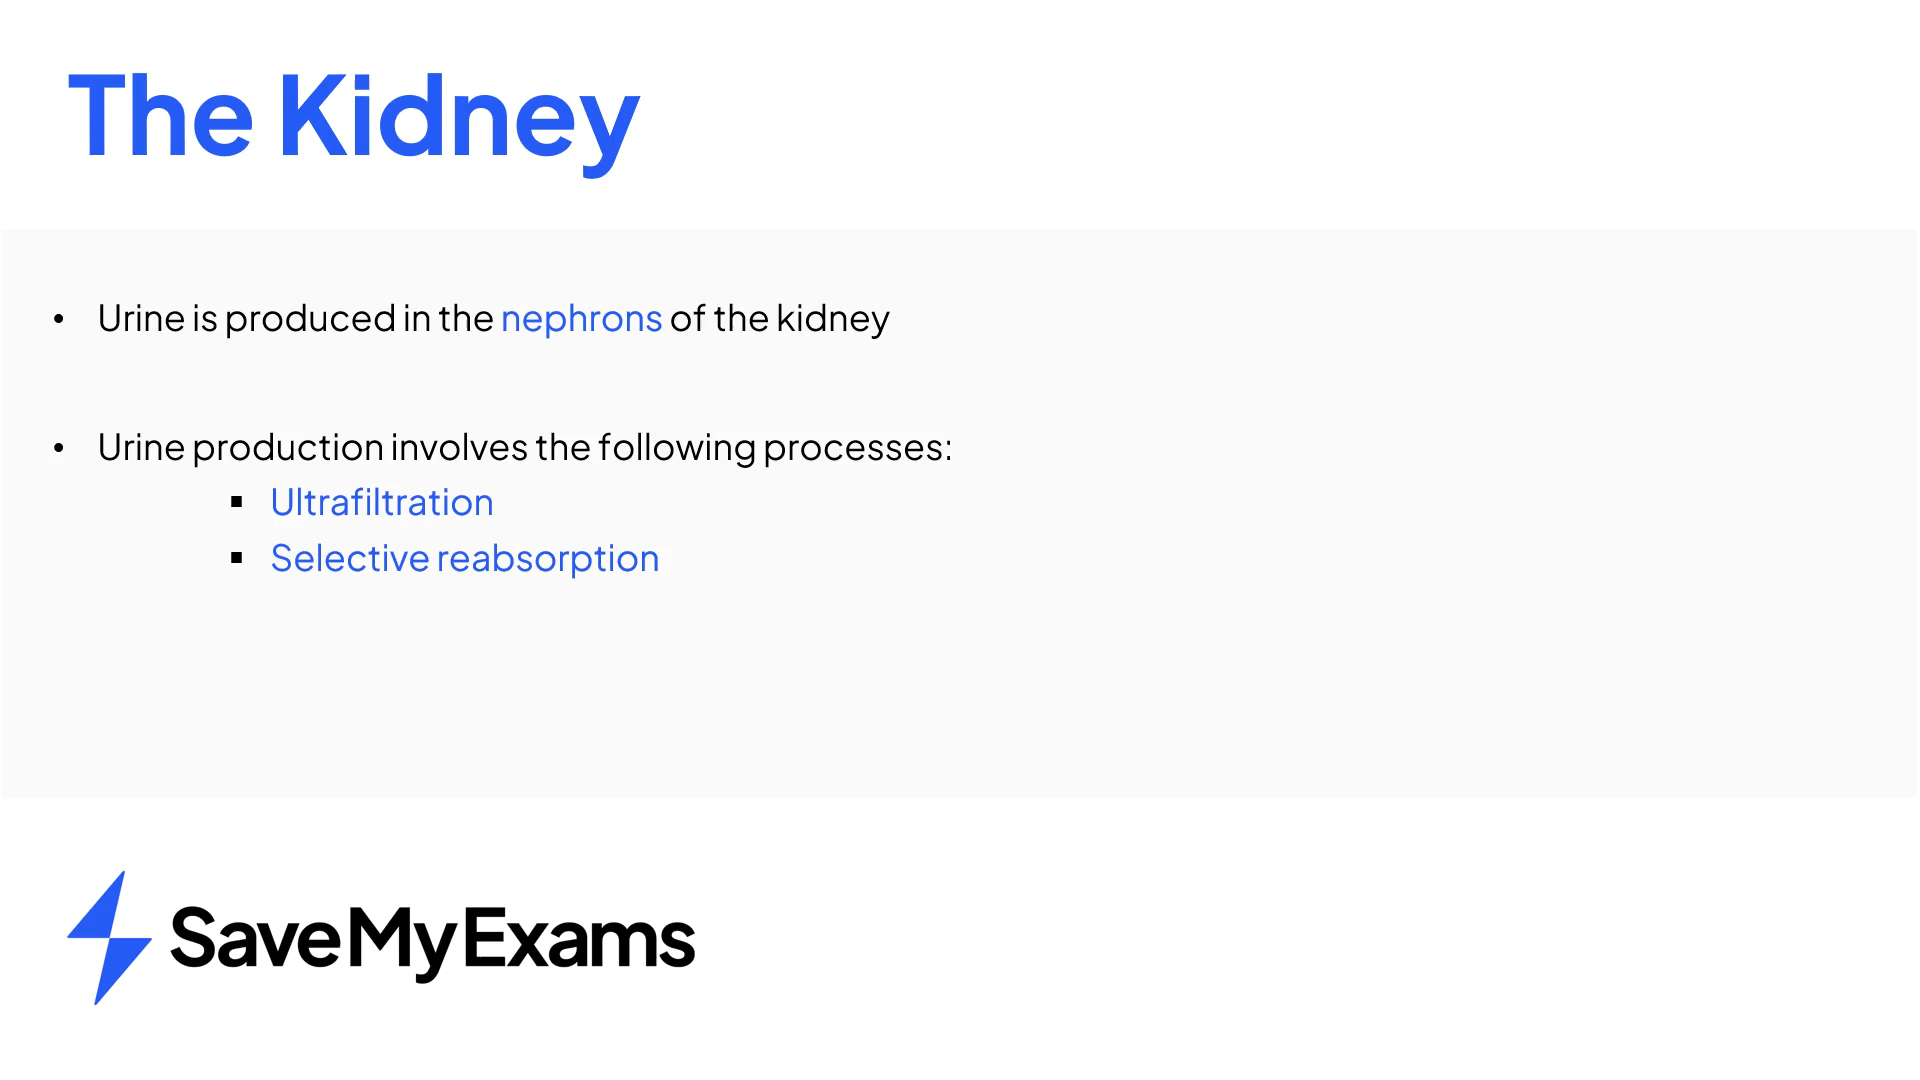 The Kidney
• Urine is produced in the nephrons of the kidney
• Urine production involves the following processes:
▪ Ultrafiltration
▪ Selective reabsorption
SaveMyExams